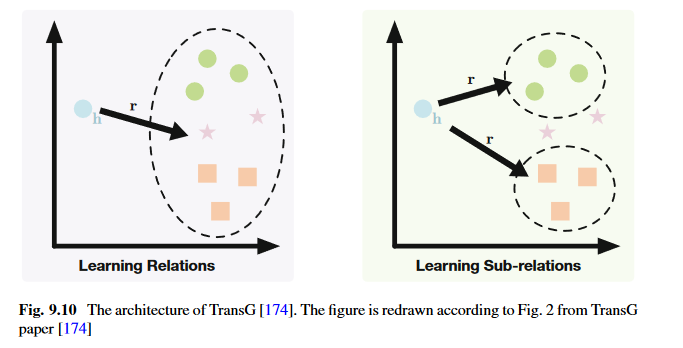 h
r
Learning Relations
h
r
r
Learning Sub-relations
Fig. 9.10 The architecture of TransG [174]. The figure is redrawn according to Fig. 2 from TransG
paper [174]